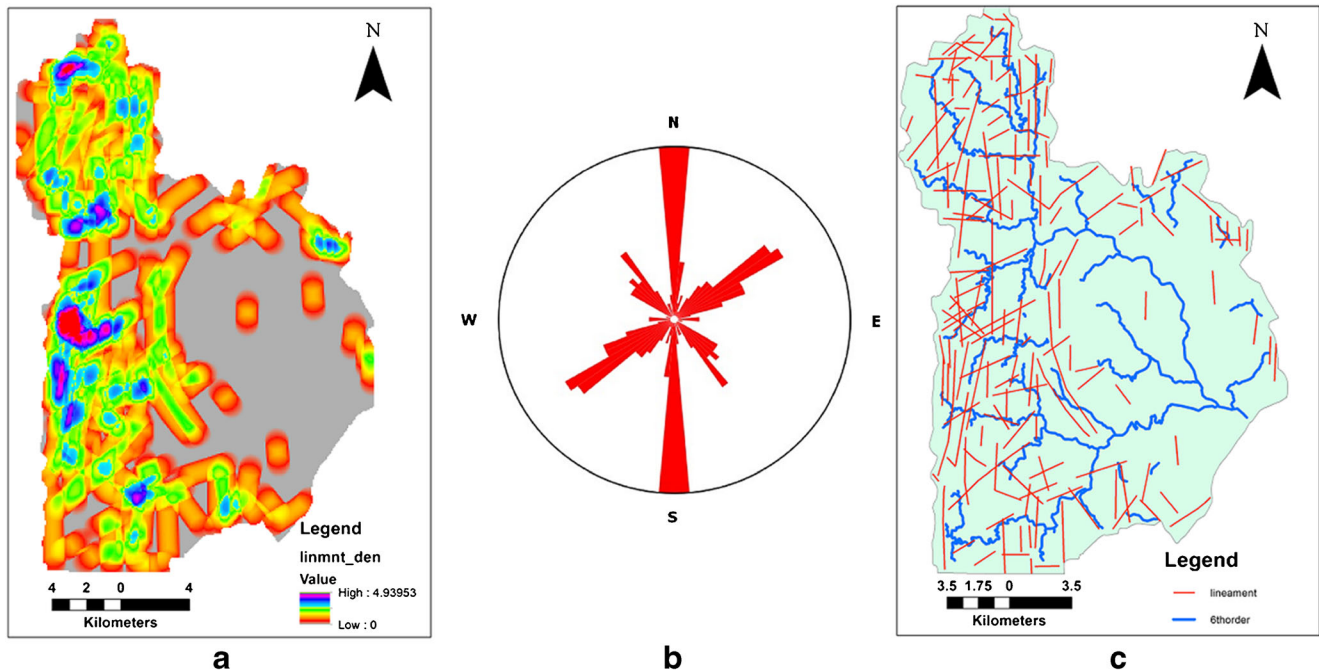 N
Legend
linmnt_den
Value
High : 4.93953
Low : 0
4 2 0 4
Kilometers
a
N
W
E
S
b
N
Legend
3.5 1.75 0 3.5
Kilometers
lineament
6thorder
c